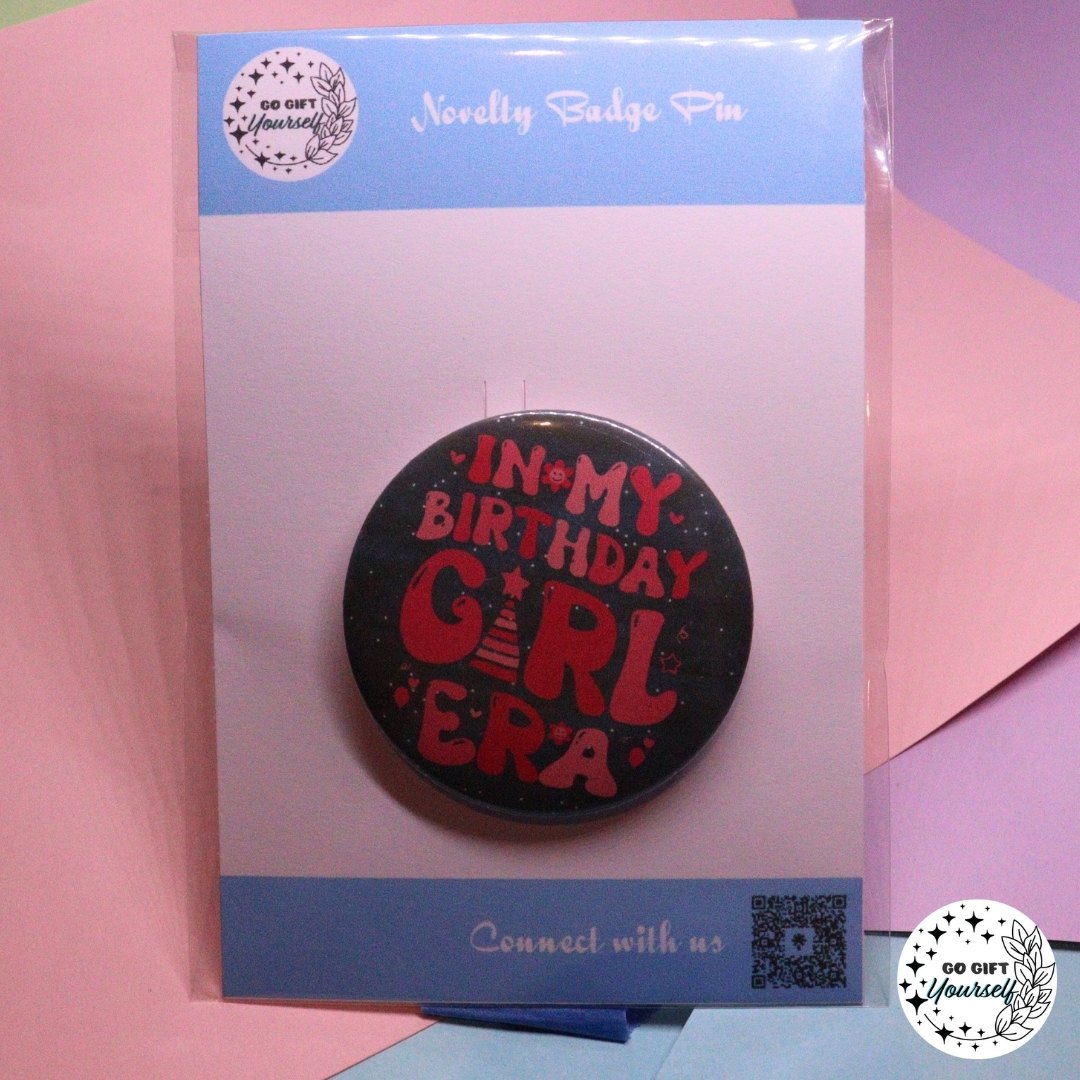 GO GIFT
Yourself
Novelty Badge Pin
IN MY
BIRTHDAY
GIRL
ERA
Connect with us
GO GIFT
Yourself